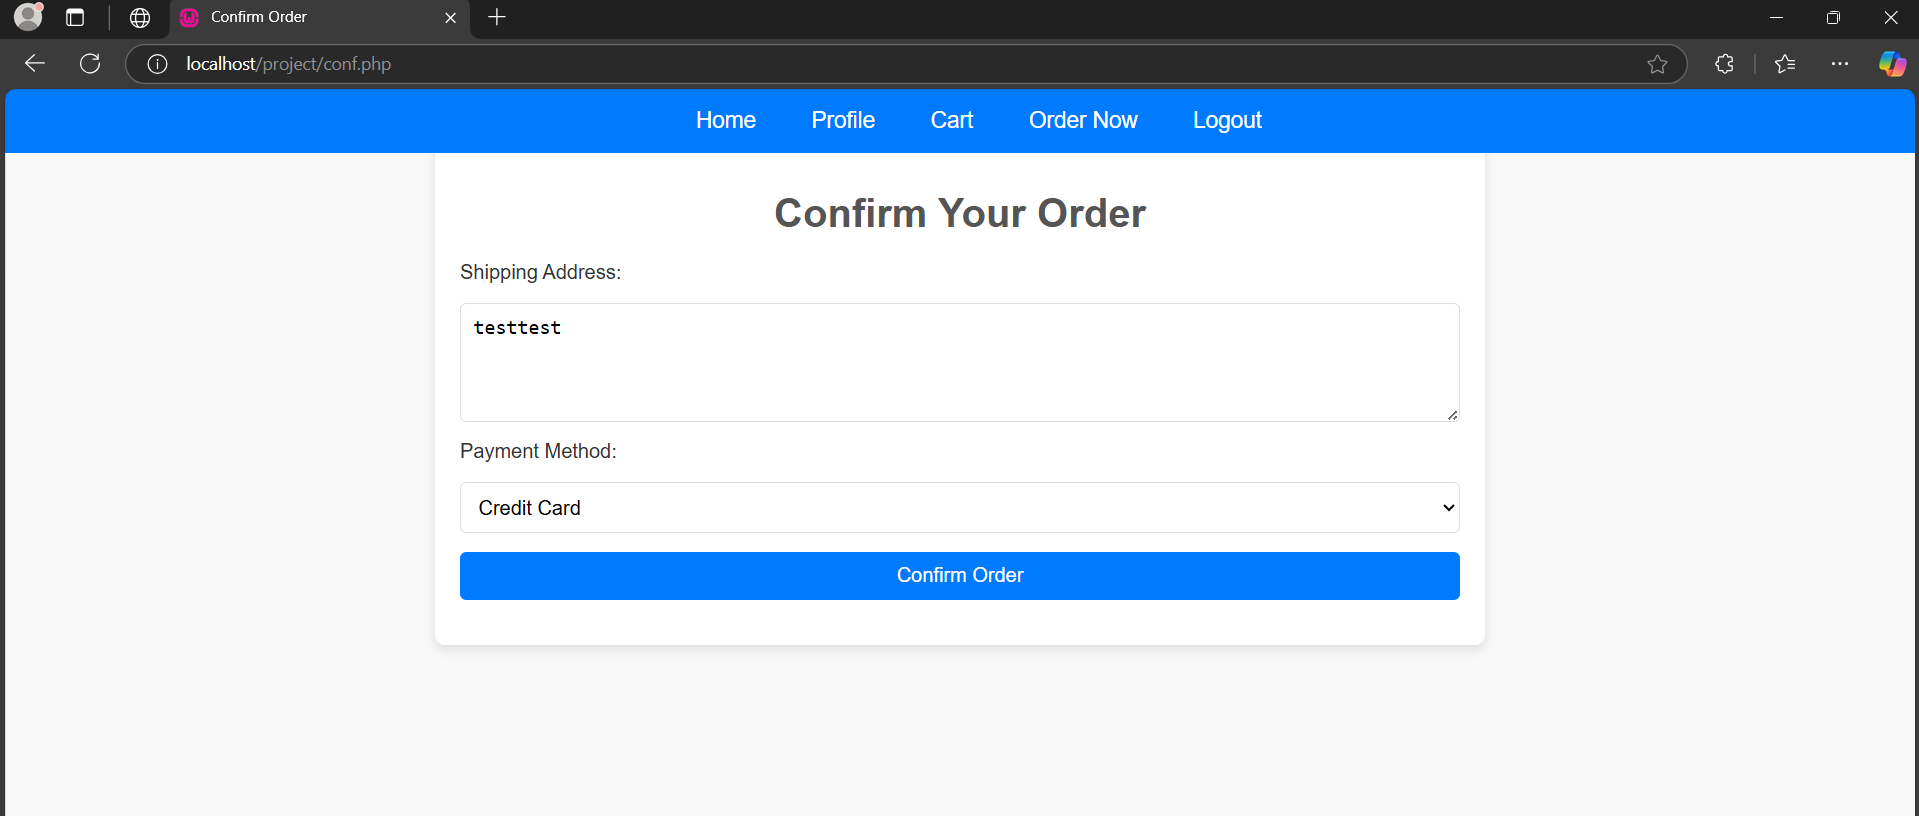 Confirm Order
localhost/project/conf.php
Home Profile Cart Order Now Logout
Confirm Your Order
Shipping Address:
testtest
Payment Method:
Credit Card
Confirm Order